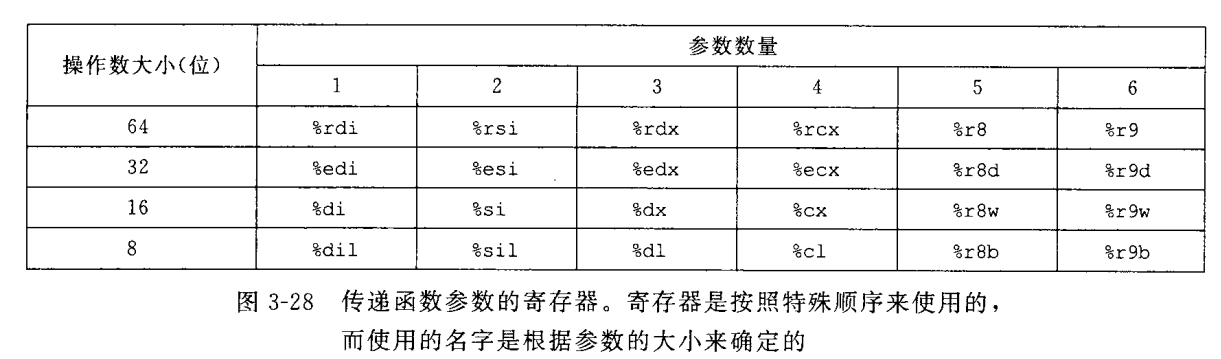 操作数大小(位) 参数数量
1 2 3 4 5 6
64 %rdi %rsi %rdx %rcx %r8 %r9
32 %edi %esi %edx %ecx %r8d %r9d
16 %di %si %dx %cx %r8w %r9w
8 %dil %sil %dl %cl %r8b %r9b
图 3-28 传递函数参数的寄存器。寄存器是按照特殊顺序来使用的，
而使用的名字是根据参数的大小来确定的